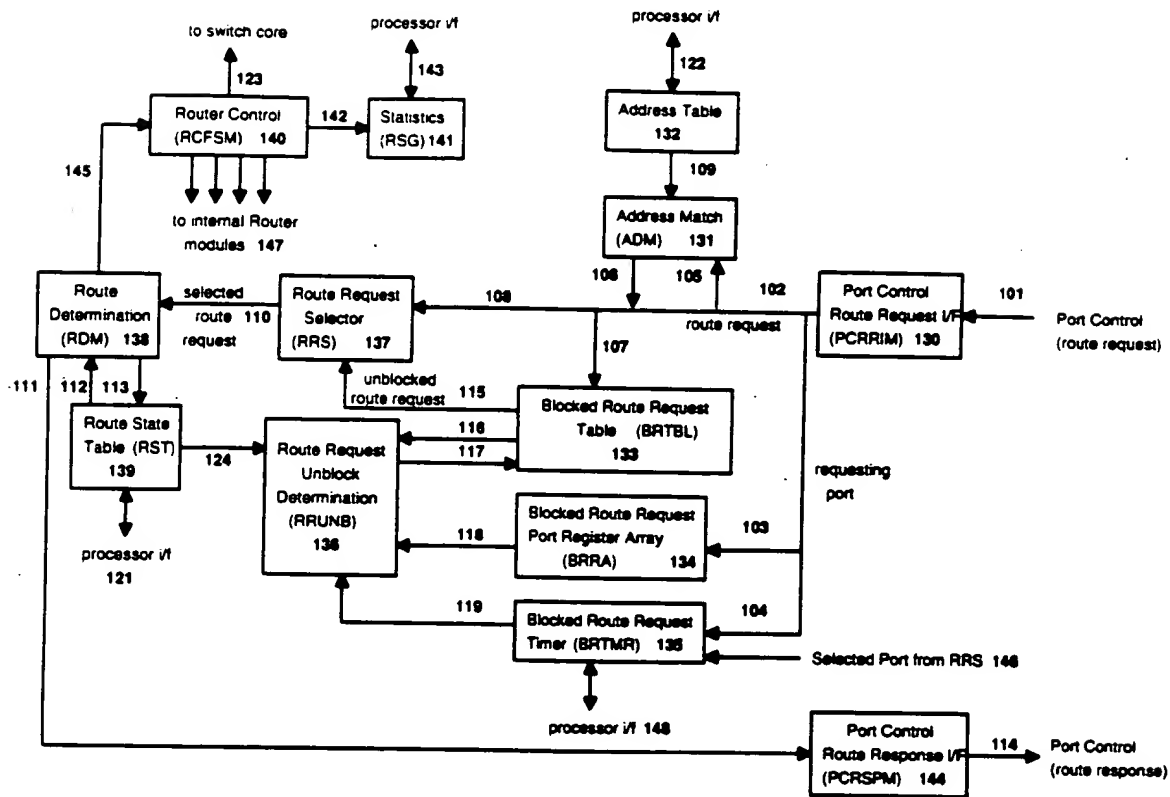 processor i/f
to switch core
processor i/f
123
143
122
Router Control
(RCFSM) 140
142
Statistics
(RSG) 141
Address Table
132
145
109
to internal Router
modules 147
Address Match
(ADM) 131
106
105
102
101
Route
Determination
(RDM) 138
selected
route 110
request
Route Request
Selector
(RRS) 137
108
route request
Port Control
Route Request I/F
(PCRRIM) 130
Port Control
(route request)
107
111
112
113
unblocked
route request
115
Route State
Table (RST)
139
124
Route Request
Unblock
Determination
(RRUNB)
136
116
117
Blocked Route Request
Table (BRTBL)
133
requesting
port
processor i/f
121
118
Blocked Route Request
Port Register Array
(BRRA) 134
103
119
Blocked Route Request
Timer (BRTMR) 135
104
Selected Port from RRS 146
processor i/f 148
Port Control
Route Response I/F
(PCRSPM) 144
114
Port Control
(route response)